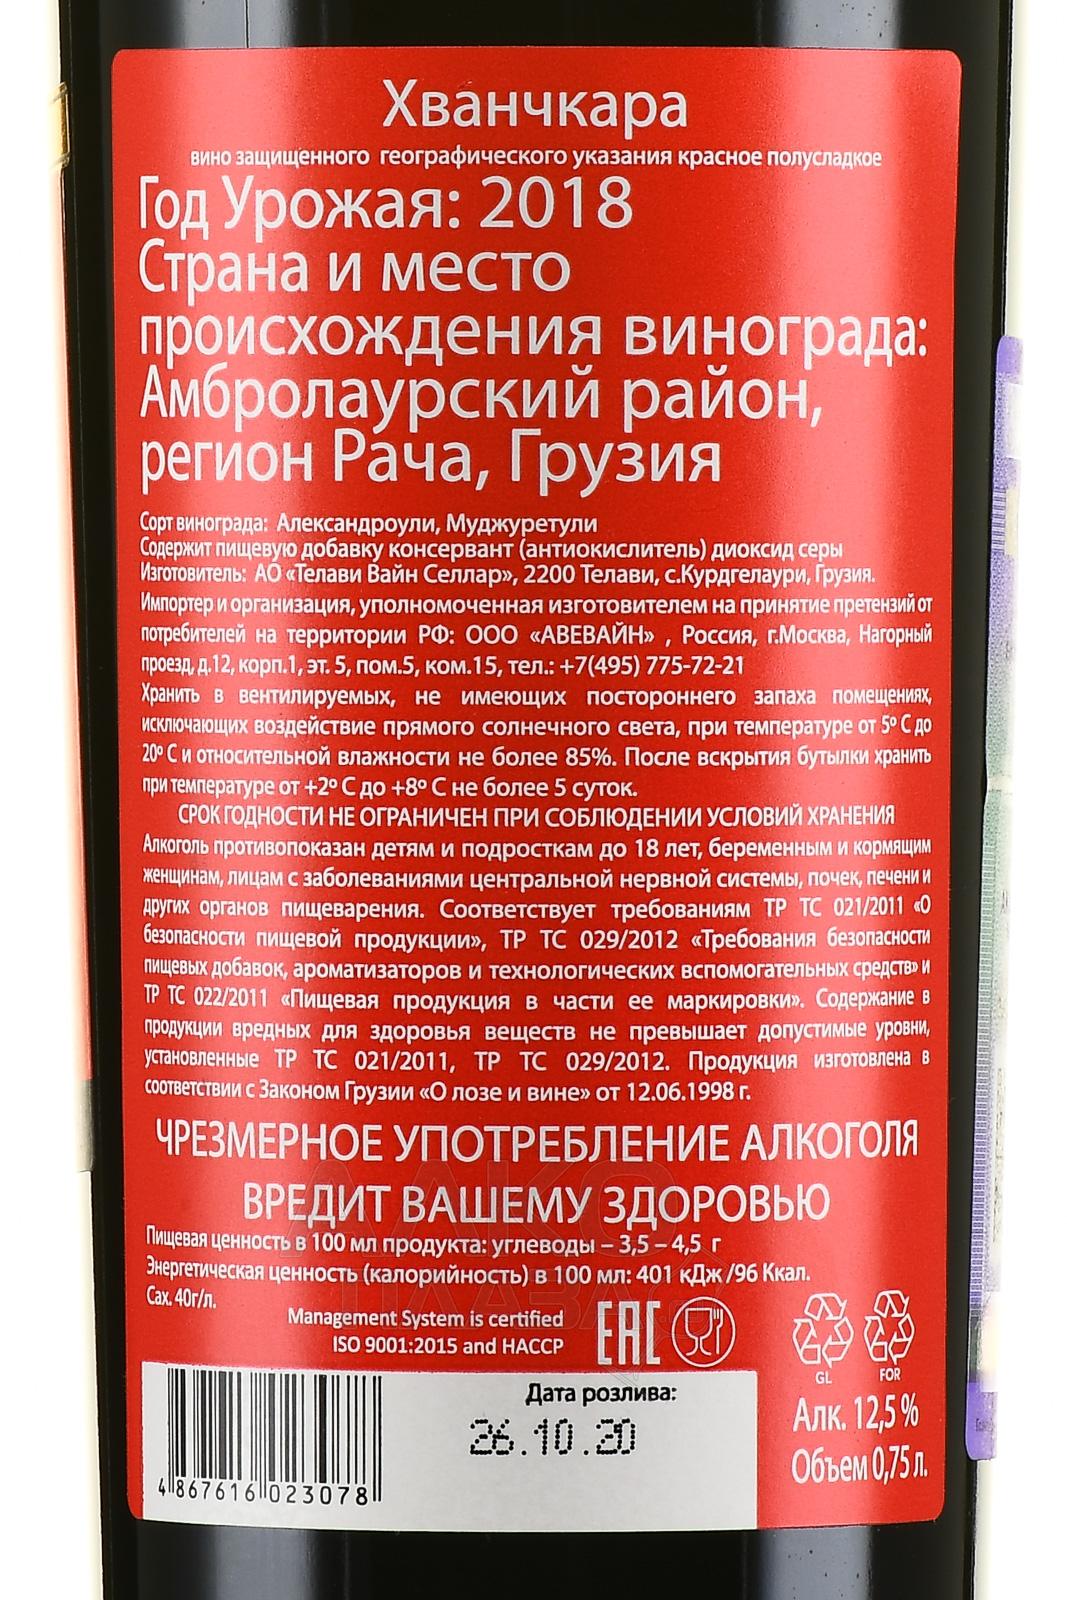 Хванчкара
вино защищенного географического указания красное полусладкое
Год Урожая: 2018
Страна и место
происхождения винограда:
Амбролаурский район,
регион Рача, Грузия
Сорт винограда: Александроули, Муджуретули
Содержит пищевую добавку консервант (антиокислитель) диоксид серы
Изготовитель: АО «Телави Вайн Селлар», 2200 Телави, с.Курдгелаури, Грузия.
Импортер и организация, уполномоченная изготовителем на принятие претензий от
потребителей на территории РФ: ООО «АВЕВАЙН» , Россия, г.Москва, Нагорный
проезд, д.12, корп.1, эт. 5, пом.5, ком.15, тел.: +7(495) 775-72-21
Хранить в вентилируемых, не имеющих постороннего запаха помещениях,
исключающих воздействие прямого солнечного света, при температуре от 5º С до
20º С и относительной влажности не более 85%. После вскрытия бутылки хранить
при температуре от +2º С до +8º С не более 5 суток.
СРОК ГОДНОСТИ НЕ ОГРАНИЧЕН ПРИ СОБЛЮДЕНИИ УСЛОВИЙ ХРАНЕНИЯ
Алкоголь противопоказан детям и подросткам до 18 лет, беременным и кормящим
женщинам, лицам с заболеваниями центральной нервной системы, почек, печени и
других органов пищеварения. Соответствует требованиям ТР ТС 021/2011 «О
безопасности пищевой продукции», ТР ТС 029/2012 «Требования безопасности
пищевых добавок, ароматизаторов и технологических вспомогательных средств» и
ТР ТС 022/2011 «Пищевая продукция в части ее маркировки». Содержание в
продукции вредных для здоровья веществ не превышает допустимые уровни,
установленные ТР ТС 021/2011, ТР ТС 029/2012. Продукция изготовлена в
соответствии с Законом Грузии «О лозе и вине» от 12.06.1998 г.
ЧРЕЗМЕРНОЕ УПОТРЕБЛЕНИЕ АЛКОГОЛЯ
ВРЕДИТ ВАШЕМУ ЗДОРОВЬЮ
Пищевая ценность в 100 мл продукта: углеводы – 3,5 – 4,5 г
Энергетическая ценность (калорийность) в 100 мл: 401 кДж /96 Ккал.
Сах. 40г/л.
Management System is certified
ISO 9001:2015 and HACCP
EAC
GL FOR
Алк. 12,5 %
Объем 0,75 л.
Дата розлива:
26.10.20
4 867616 023078
АЛКО
ПЛАЗА